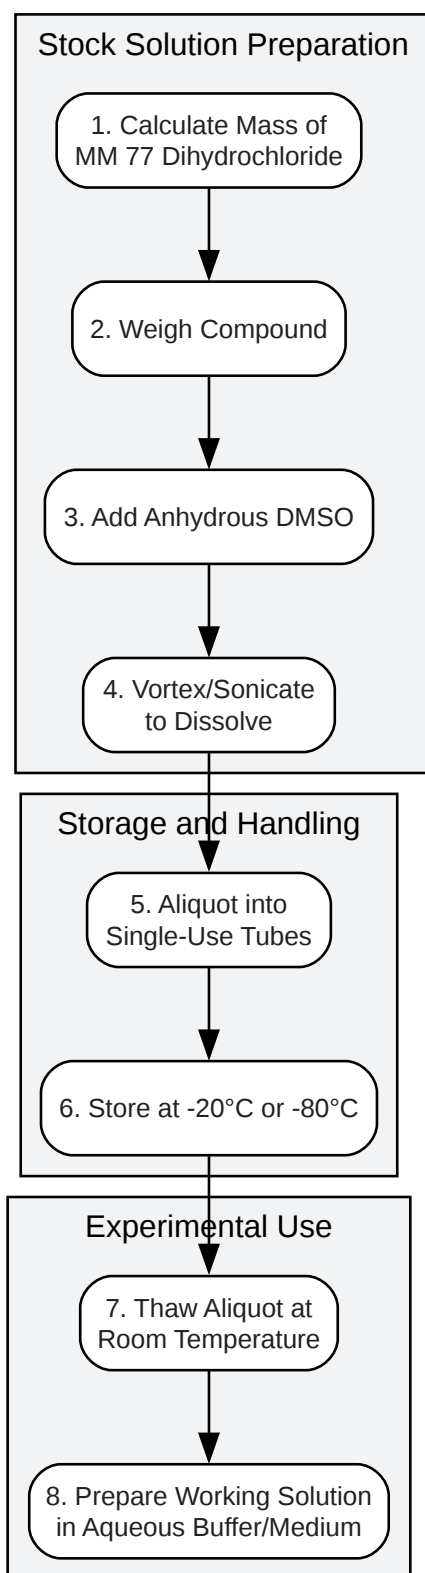 Stock Solution Preparation
1. Calculate Mass of
MM 77 Dihydrochloride
2. Weigh Compound
3. Add Anhydrous DMSO
4. Vortex/Sonicate
to Dissolve
Storage and Handling
5. Aliquot into
Single-Use Tubes
6. Store at -20°C or -80°C
Experimental Use
7. Thaw Aliquot at
Room Temperature
8. Prepare Working Solution
in Aqueous Buffer/Medium